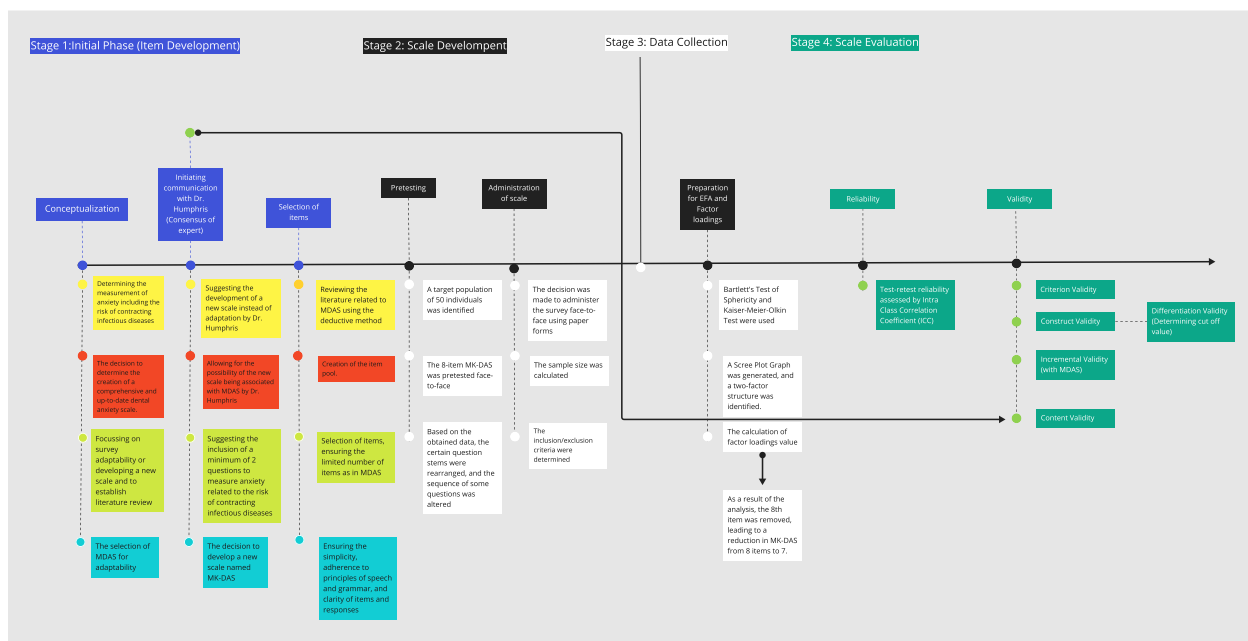 Stage 1:Initial Phase (Item Development)
Stage 2: Scale Develompent
Stage 3: Data Collection
Stage 4: Scale Evaluation
Conceptualization
Initiating
communication
with Dr.
Humphris
(Consensus of
expert)
Selection of
items
Pretesting
Administration
of scale
Preparation
for EFA and
Factor
loadings
Reliability
Validity
Determining the
measurement of
anxiety including the
risk of contracting
infectious diseases
The decision to
determine the
creation of a
comprehensive and
up-to-date dental
anxiety scale.
Focussing on
survey
adaptability or
developing a new
scale and to
establish
literature review
The selection of
MDAS for
adaptability
Suggesting the
development of a
new scale instead of
adaptation by Dr.
Humphris
Allowing for the
possibility of the new
scale being associated
with MDAS by Dr.
Humphris
Suggesting the
inclusion of a
minimum of 2
questions to
measure anxiety
related to the risk
of contracting
infectious diseases
The decision to
develop a new
scale named
MK-DAS
Reviewing the
literature related to
MDAS using the
deductive method
Creation of the item
pool.
Selection of items,
ensuring the
limited number of
items as in MDAS
Ensuring the
simplicity,
adherence to
principles of speech
and grammar, and
clarity of items and
responses
A target population
of 50 individuals
was identified
The 8-item MK-DAS
was pretested face-
to-face
Based on the
obtained data, the
certain question
stems were
rearranged, and the
sequence of some
questions was
altered
The decision was
made to administer
the survey face-to-
face using paper
forms
The sample size was
calculated
The
inclusion/exclusion
criteria were
determined
Bartlett's Test of
Sphericity and
Kaiser-Meier-Olkin
Test were used
A Scree Plot Graph
was generated, and
a two-factor
structure was
identified.
The calculation of
factor loadings value
As a result of the
analysis, the 8th
item was removed,
leading to a
reduction in MK-DAS
from 8 items to 7.
Test-retest reliability
assessed by Intra
Class Correlation
Coefficient (ICC)
Criterion Validity
Construct Validity
Differentiation Validity
(Determining cut off
value)
Incremental Validity
(with MDAS)
Content Validity